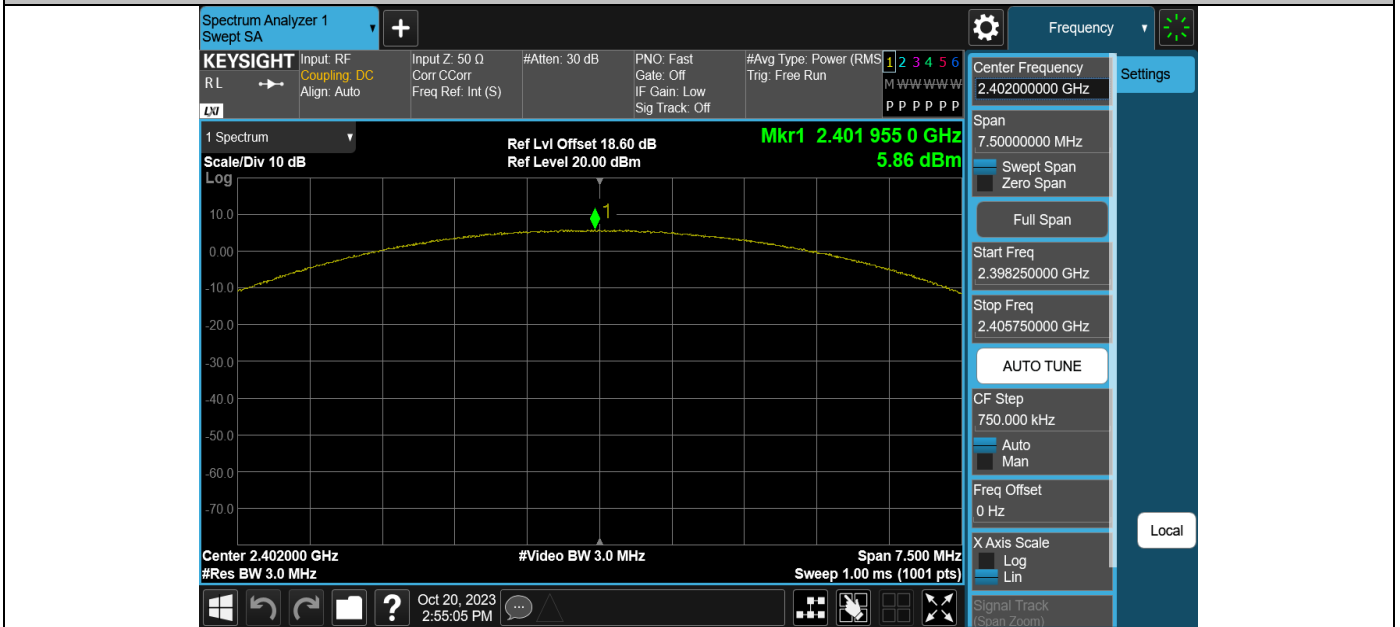 Spectrum Analyzer 1
Swept SA
+
Frequency
KEYSIGHT
RL
LXI
Input: RF
Coupling: DC
Align: Auto
Input Z: 50 Ω
Corr CCorr
Freq Ref: Int (S)
#Atten: 30 dB
PNO: Fast
Gate: Off
IF Gain: Low
Sig Track: Off
#Avg Type: Power (RMS
Trig: Free Run
1 2 3 4 5 6
M W W W W W
P P P P P P
1 Spectrum
Scale/Div 10 dB
Log
Ref Lvl Offset 18.60 dB
Ref Level 20.00 dBm
Mkr1 2.401 955 0 GHz
5.86 dBm
1
10.0
0.00
-10.0
-20.0
-30.0
-40.0
-50.0
-60.0
-70.0
Center 2.402000 GHz
#Res BW 3.0 MHz
#Video BW 3.0 MHz
Span 7.500 MHz
Sweep 1.00 ms (1001 pts)
?
Oct 20, 2023
2:55:05 PM
Center Frequency
2.402000000 GHz
Span
7.50000000 MHz
Swept Span
Zero Span
Full Span
Start Freq
2.398250000 GHz
Stop Freq
2.405750000 GHz
AUTO TUNE
CF Step
750.000 kHz
Auto
Man
Freq Offset
0 Hz
X Axis Scale
Log
Lin
Signal Track
(Span Zoom)
Settings
Local